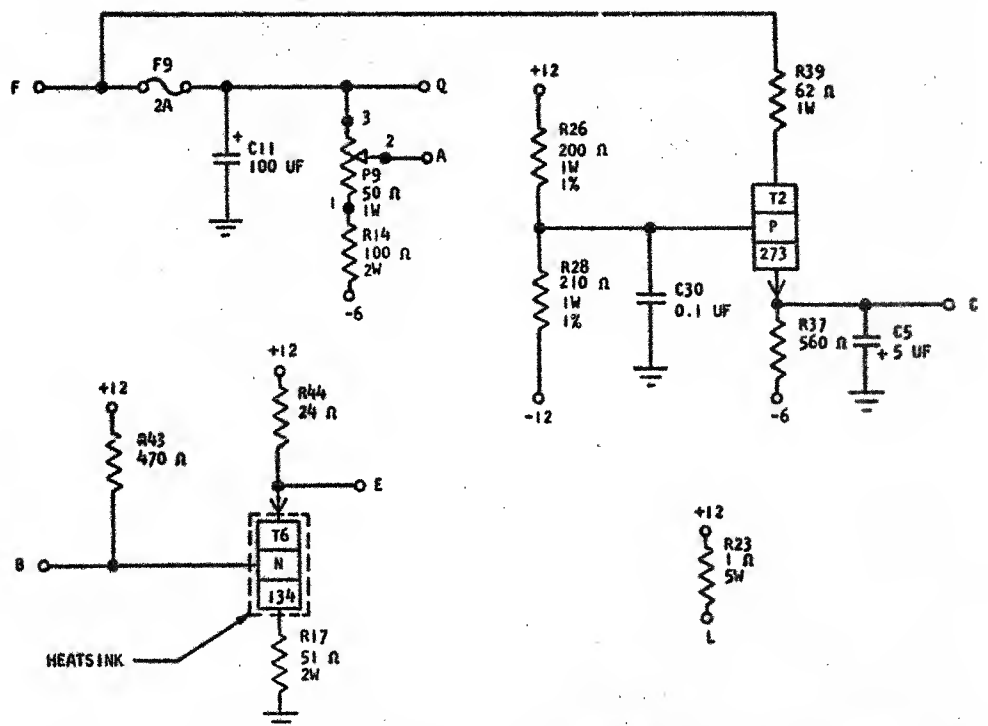 F
F9
2A
Q
+
C11
100 UF
3
2
A
P9
50 Ω
1W
1
R14
100 Ω
2W
-6
+12
R26
200 Ω
1W
1%
R28
210 Ω
1W
1%
-12
C30
0.1 UF
R39
62 Ω
1W
T2
P
273
R37
560 Ω
-6
C5
+ 5 UF
+12
R43
470 Ω
B
+12
R44
24 Ω
E
T6
N
134
HEATSINK
R17
51 Ω
2W
+12
R23
1 Ω
5W
L